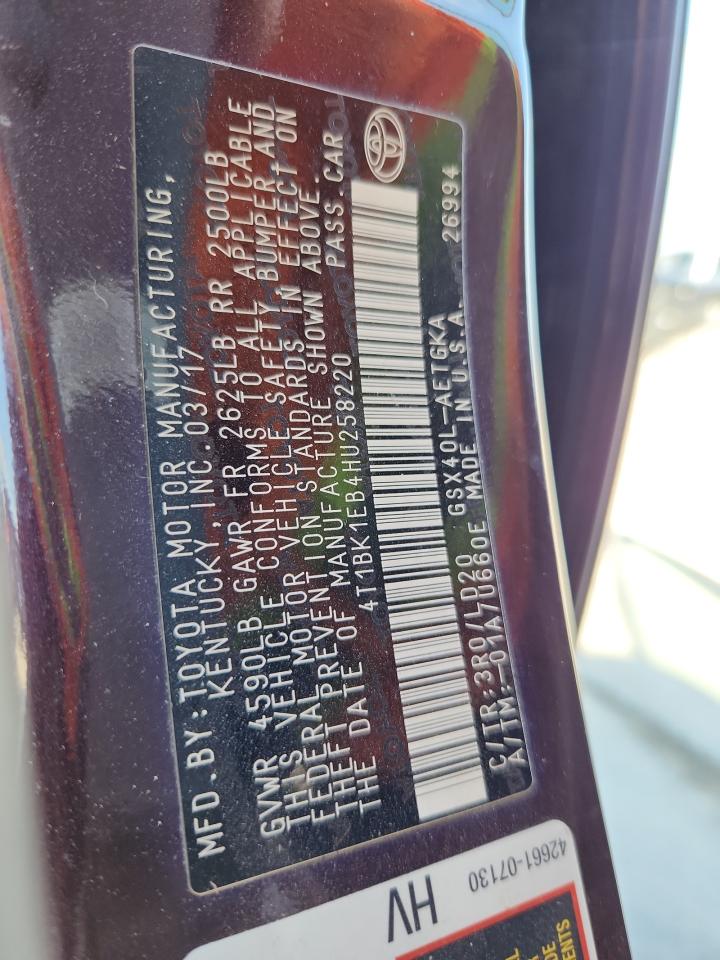 MFD.BY:TOYOTA MOTOR MANUFACTURING,
KENTUCKY, INC.03/17
GVWR 4590LB GAWR FR 2625LB RR 2500LB
THIS VEHICLE CONFORMS TO ALL APPLICABLE
FEDERAL MOTOR VEHICLE SAFETY,BUMPER,AND
THEFT PREVENTION STANDARDS IN EFFECT ON
THE DATE OF MANUFACTURE SHOWN ABOVE.
4T1BK1EB4HU258220 PASS.CAR
C/TR:3R0/LD20 GSX40L-AETGKA
A/TM:-01A/U660E MADE IN U.S.A. 26994
HV
42661-07130